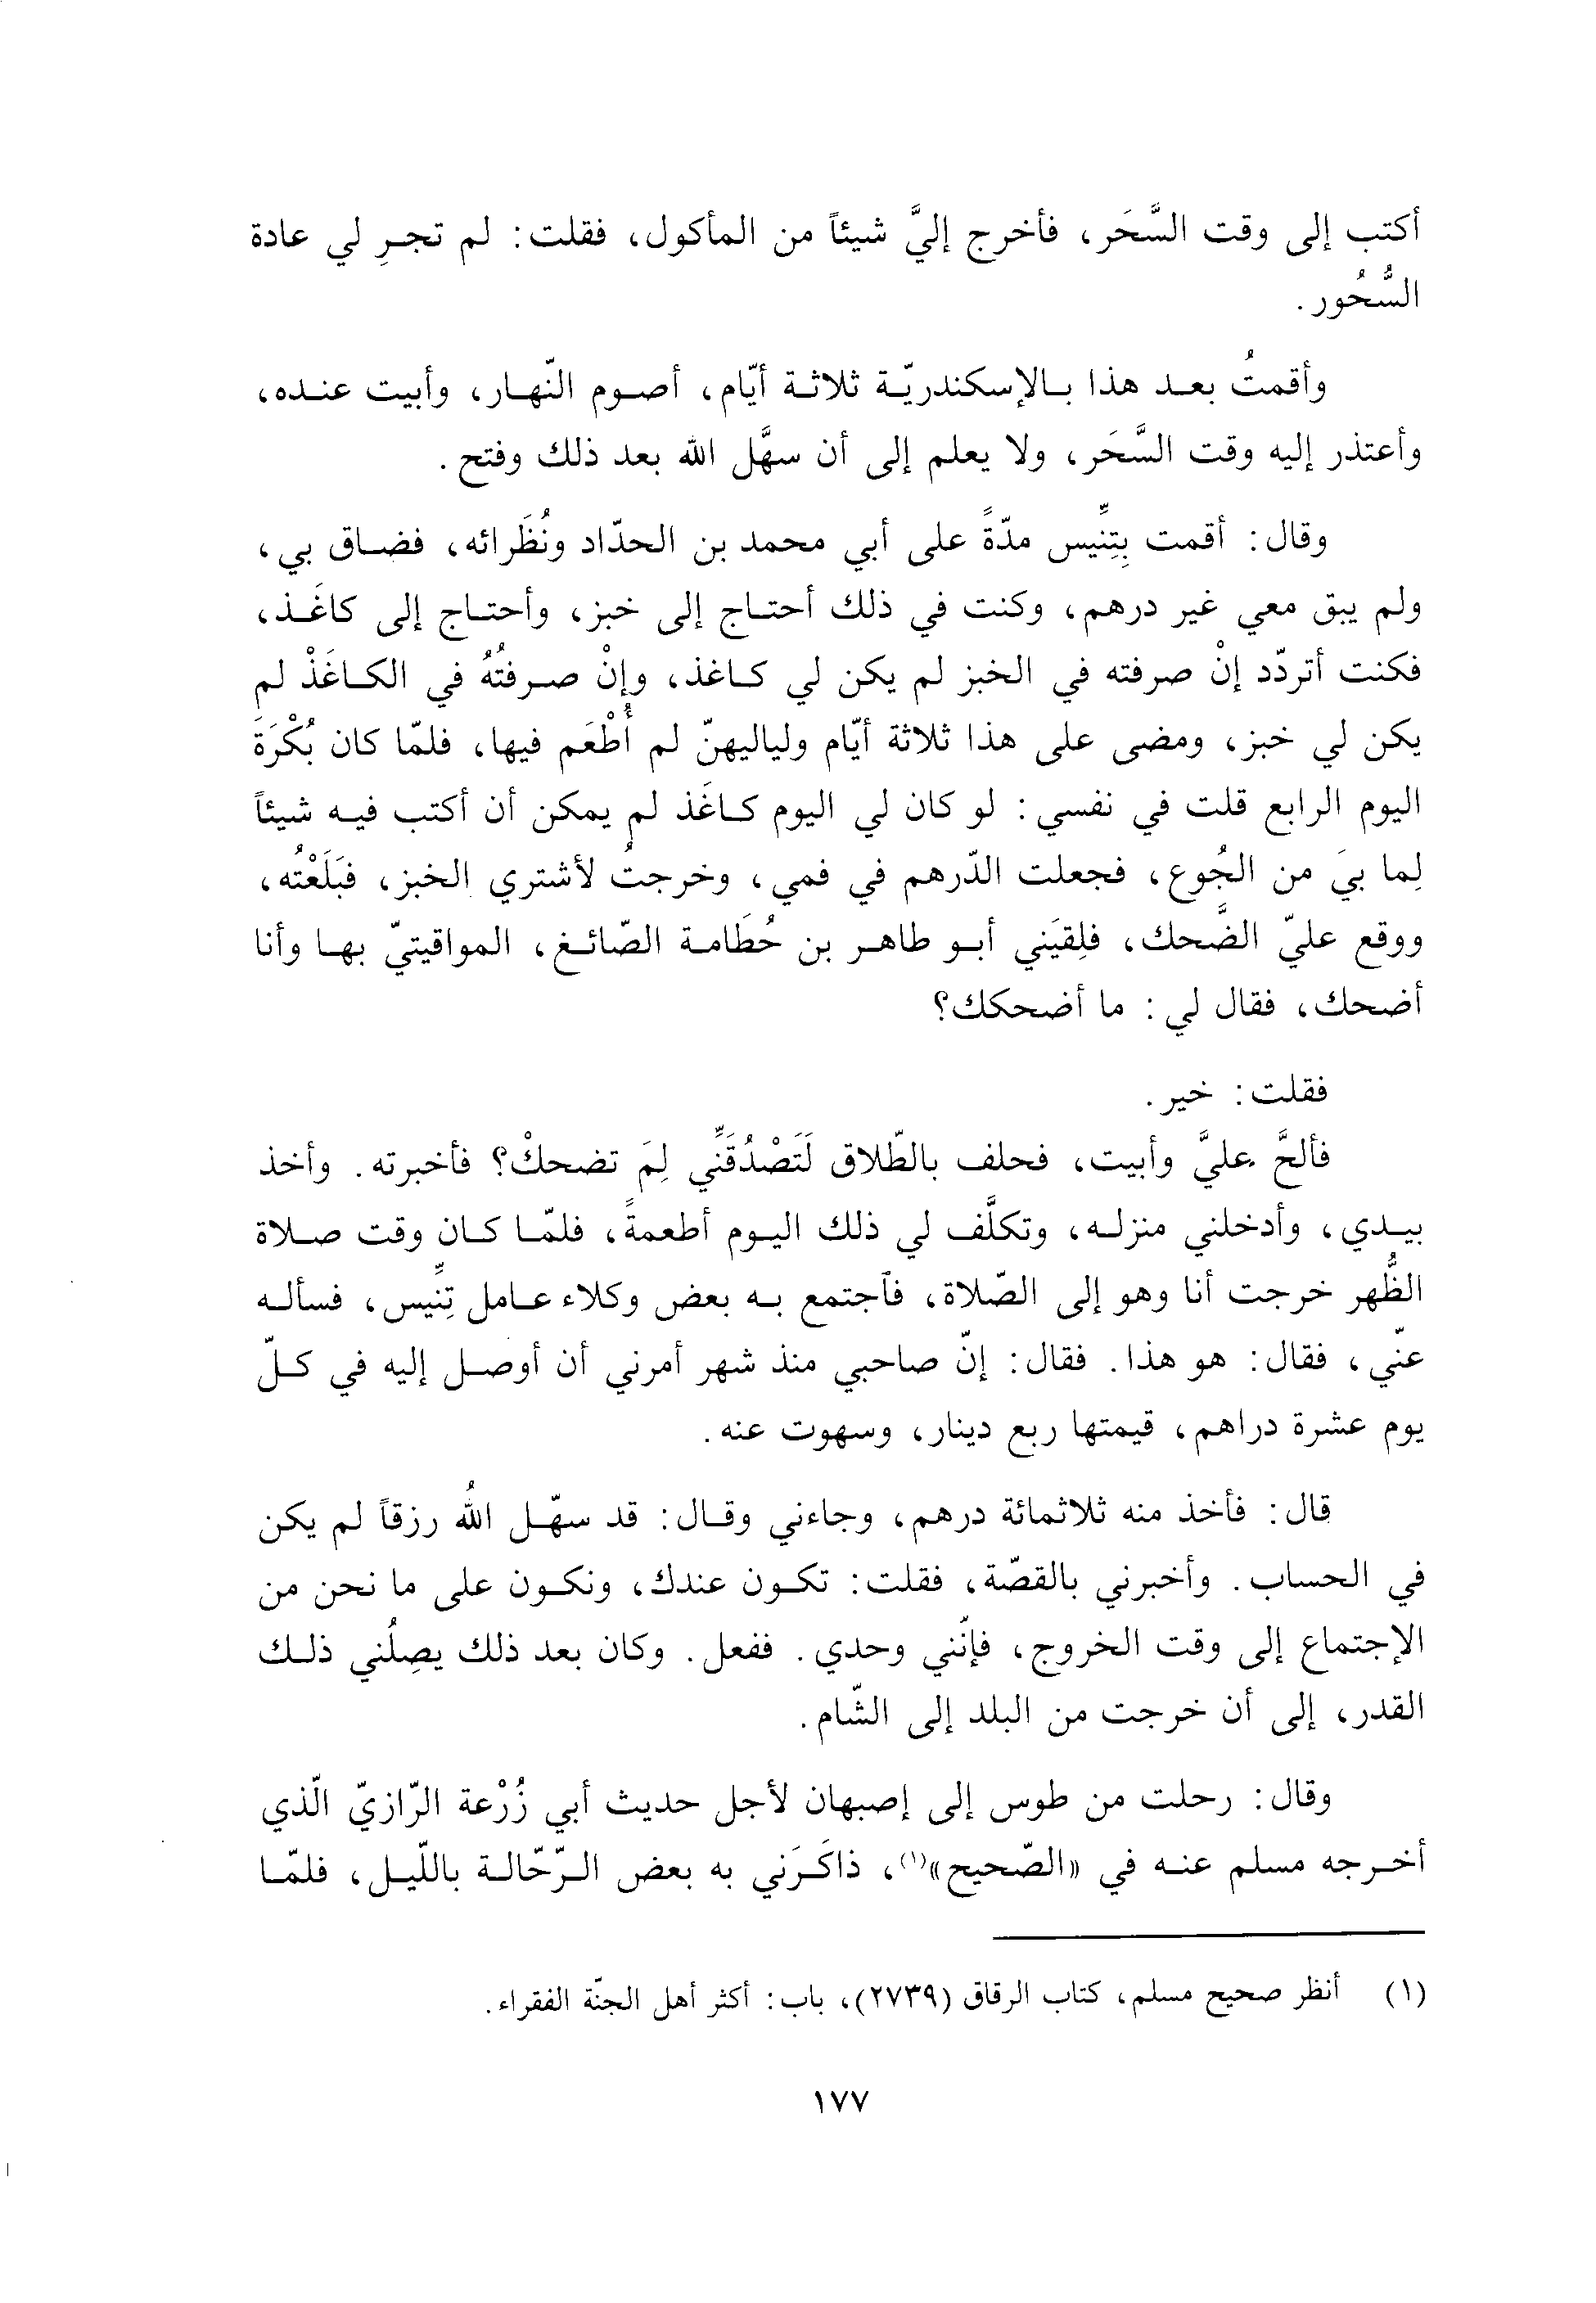 أكتب إلى وقت السَّحَر، فأخرج إليَّ شيئاً من المأكول، فقلت: لم تجرِ لي عادة
السُّحُور.
وأقمتُ بعد هذا بالإسكندريّة ثلاثة أيّام، أصوم النّهار، وأبيت عنده،
وأعتذر إليه وقت السَّحَر، ولا يعلم إلى أن سهَّل الله بعد ذلك وفتح.
وقال: أقمت بِتِنِّيس مدّةً على أبي محمد بن الحدّاد ونُظَرائه، فضاق بي،
ولم يبق معي غير درهم، وكنت في ذلك أحتاج إلى خبز، وأحتاج إلى كاغَذ،
فكنت أتردّد إنْ صرفته في الخبز لم يكن لي كاغذ، وإنْ صرفتُهُ في الكاغَذْ لم
يكن لي خبز، ومضى على هذا ثلاثة أيّام ولياليهنّ لم أُطْعَم فيها، فلمّا كان بُكْرَةَ
اليوم الرابع قلت في نفسي: لو كان لي اليوم كاغَذ لم يمكن أن أكتب فيه شيئاً
لِما بيَ من الجُوع، فجعلت الدّرهم في فمي، وخرجتُ لأشتري الخبز، فبَلَعْتُه،
ووقع عليّ الضَّحك، فلِقيَني أبو طاهر بن حُطَامة الصّائغ، المواقيتيّ بها وأنا
أضحك، فقال لي: ما أضحكك؟
فقلت: خير.
فألحَّ عليَّ وأبيت، فحلف بالطّلاق لَتَصْدُقَنِّي لِمَ تضحكْ؟ فأخبرته. وأخذ
بيدي، وأدخلني منزله، وتكلَّف لي ذلك اليوم أطعمةً، فلمّا كان وقت صلاة
الظُّهر خرجت أنا وهو إلى الصّلاة، فآجتمع به بعض وكلاء عامل تِنِّيس، فسأله
عنّي، فقال: هو هذا. فقال: إنّ صاحبي منذ شهر أمرني أن أوصل إليه في كلّ
يوم عشرة دراهم، قيمتها ربع دينار، وسهوت عنه.
قال: فأخذ منه ثلاثمائة درهم، وجاءني وقال: قد سهّل اللهُ رزقاً لم يكن
في الحساب. وأخبرني بالقصّة، فقلت: تكون عندك، ونكون على ما نحن من
الإجتماع إلى وقت الخروج، فإنّني وحدي. ففعل. وكان بعد ذلك يصِلُني ذلك
القدر، إلى أن خرجت من البلد إلى الشّام.
وقال: رحلت من طوس إلى إصبهان لأجل حديث أبي زُرْعة الرّازيّ الّذي
أخرجه مسلم عنه في «الصّحيح»(١)، ذاكَرَني به بعض الرّحّالة باللّيل، فلمّا
(١) أنظر صحيح مسلم، كتاب الرقاق (٢٧٣٩)، باب: أكثر أهل الجنّة الفقراء.
١٧٧